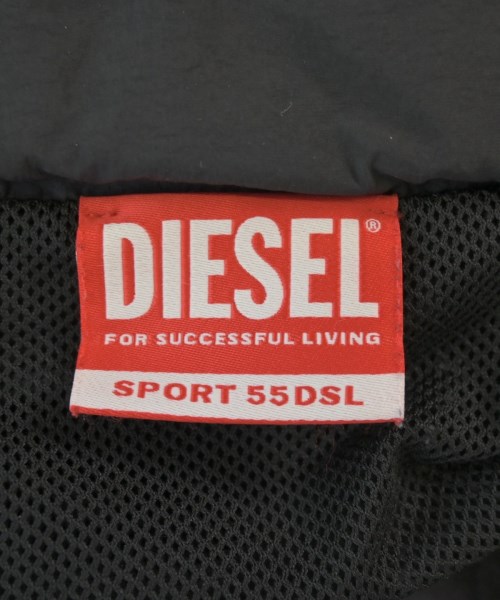 DIESEL®
FOR SUCCESSFUL LIVING
SPORT 55DSL